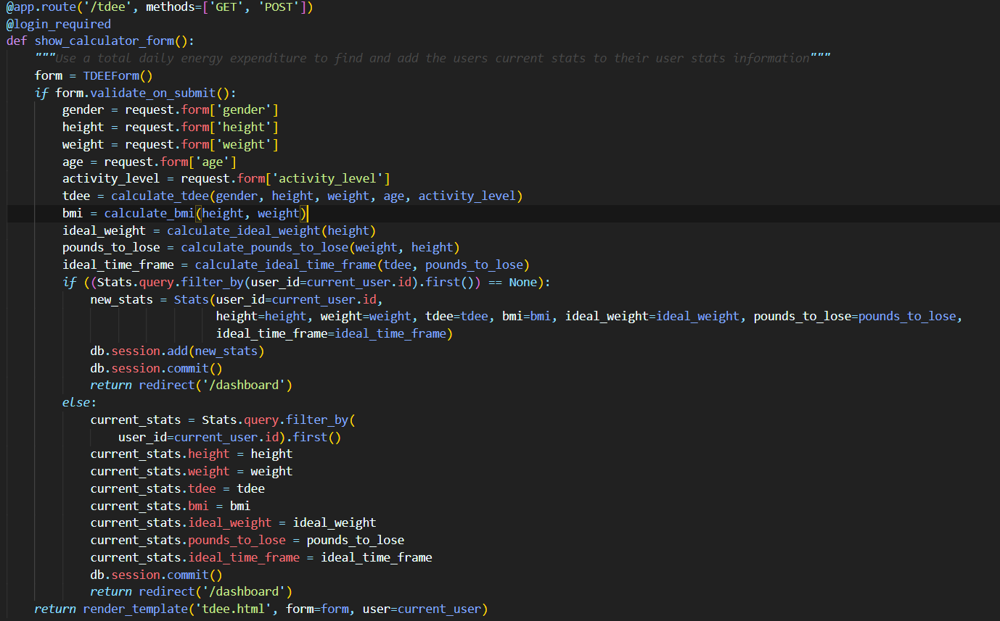 @app.route('/tdee', methods=['GET', 'POST'])
@login_required
def show_calculator_form():
    """Use a total daily energy expenditure to find and add the users current stats to their user stats information"""
    form = TDEEForm()
    if form.validate_on_submit():
        gender = request.form['gender']
        height = request.form['height']
        weight = request.form['weight']
        age = request.form['age']
        activity_level = request.form['activity_level']
        tdee = calculate_tdee(gender, height, weight, age, activity_level)
        bmi = calculate_bmi(height, weight)
        ideal_weight = calculate_ideal_weight(height)
        pounds_to_lose = calculate_pounds_to_lose(weight, height)
        ideal_time_frame = calculate_ideal_time_frame(tdee, pounds_to_lose)
        if ((Stats.query.filter_by(user_id=current_user.id).first()) == None):
            new_stats = Stats(user_id=current_user.id,
                              height=height, weight=weight, tdee=tdee, bmi=bmi, ideal_weight=ideal_weight, pounds_to_lose=pounds_to_lose,
                              ideal_time_frame=ideal_time_frame)
            db.session.add(new_stats)
            db.session.commit()
            return redirect('/dashboard')
        else:
            current_stats = Stats.query.filter_by(
                user_id=current_user.id).first()
            current_stats.height = height
            current_stats.weight = weight
            current_stats.tdee = tdee
            current_stats.bmi = bmi
            current_stats.ideal_weight = ideal_weight
            current_stats.pounds_to_lose = pounds_to_lose
            current_stats.ideal_time_frame = ideal_time_frame
            db.session.commit()
            return redirect('/dashboard')
    return render_template('tdee.html', form=form, user=current_user)